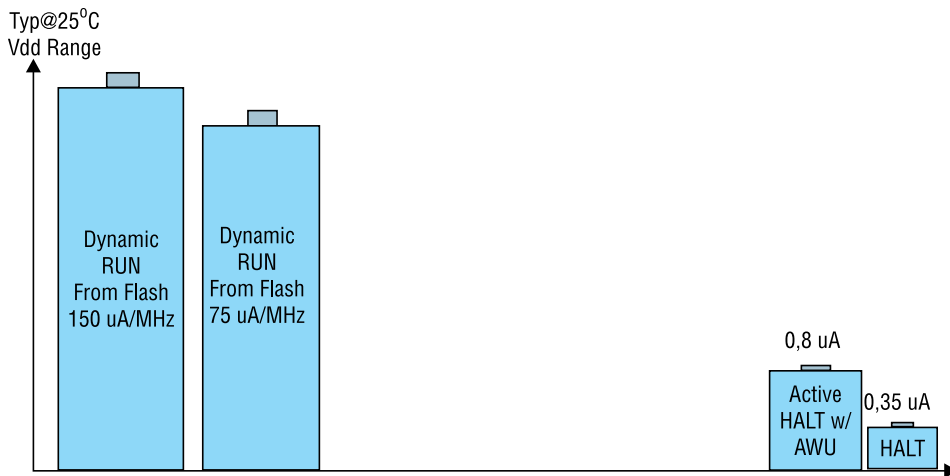 Typ@25⁰C
Vdd Range
Dynamic
RUN
From Flash
150 uA/MHz
Dynamic
RUN
From Flash
75 uA/MHz
0,8 uA
Active
HALT w/
AWU
0,35 uA
HALT